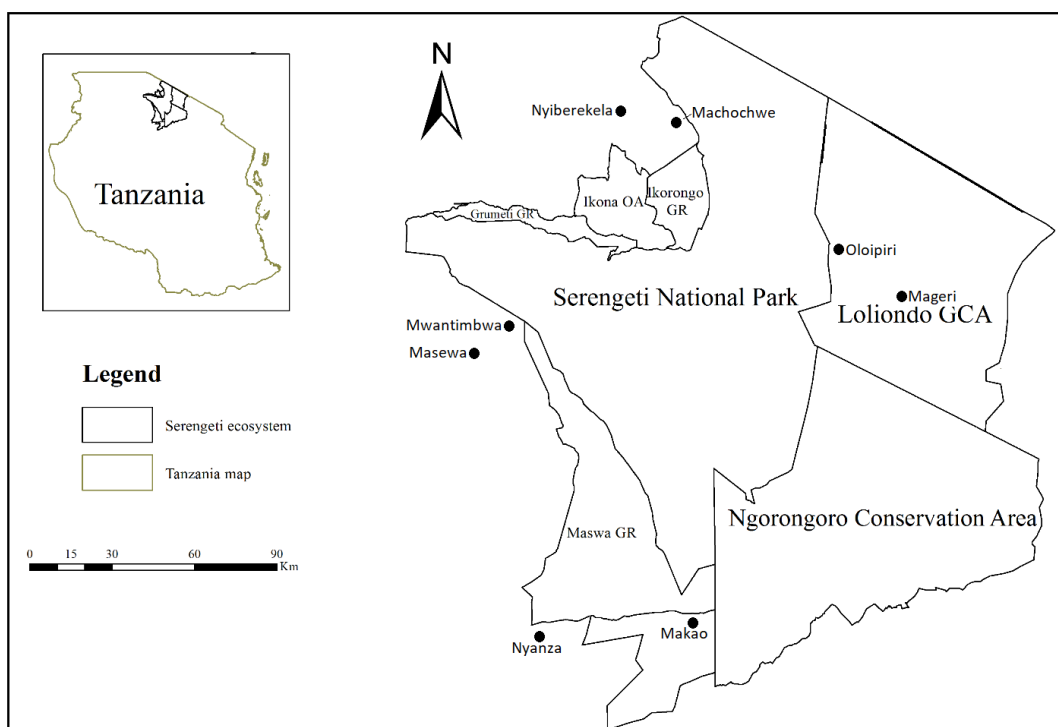 N
Nyiberekela
Machochwe
Tanzania
Ikona OA
Ikorongo
GR
Grumeti GR
Oloipiri
Serengeti National Park
Mageri
Loliondo GCA
Mwantimbwa
Masewa
Legend
Serengeti ecosystem
Tanzania map
Ngorongoro Conservation Area
Maswa GR
0 15 30 60 90
Km
Makao
Nyanza